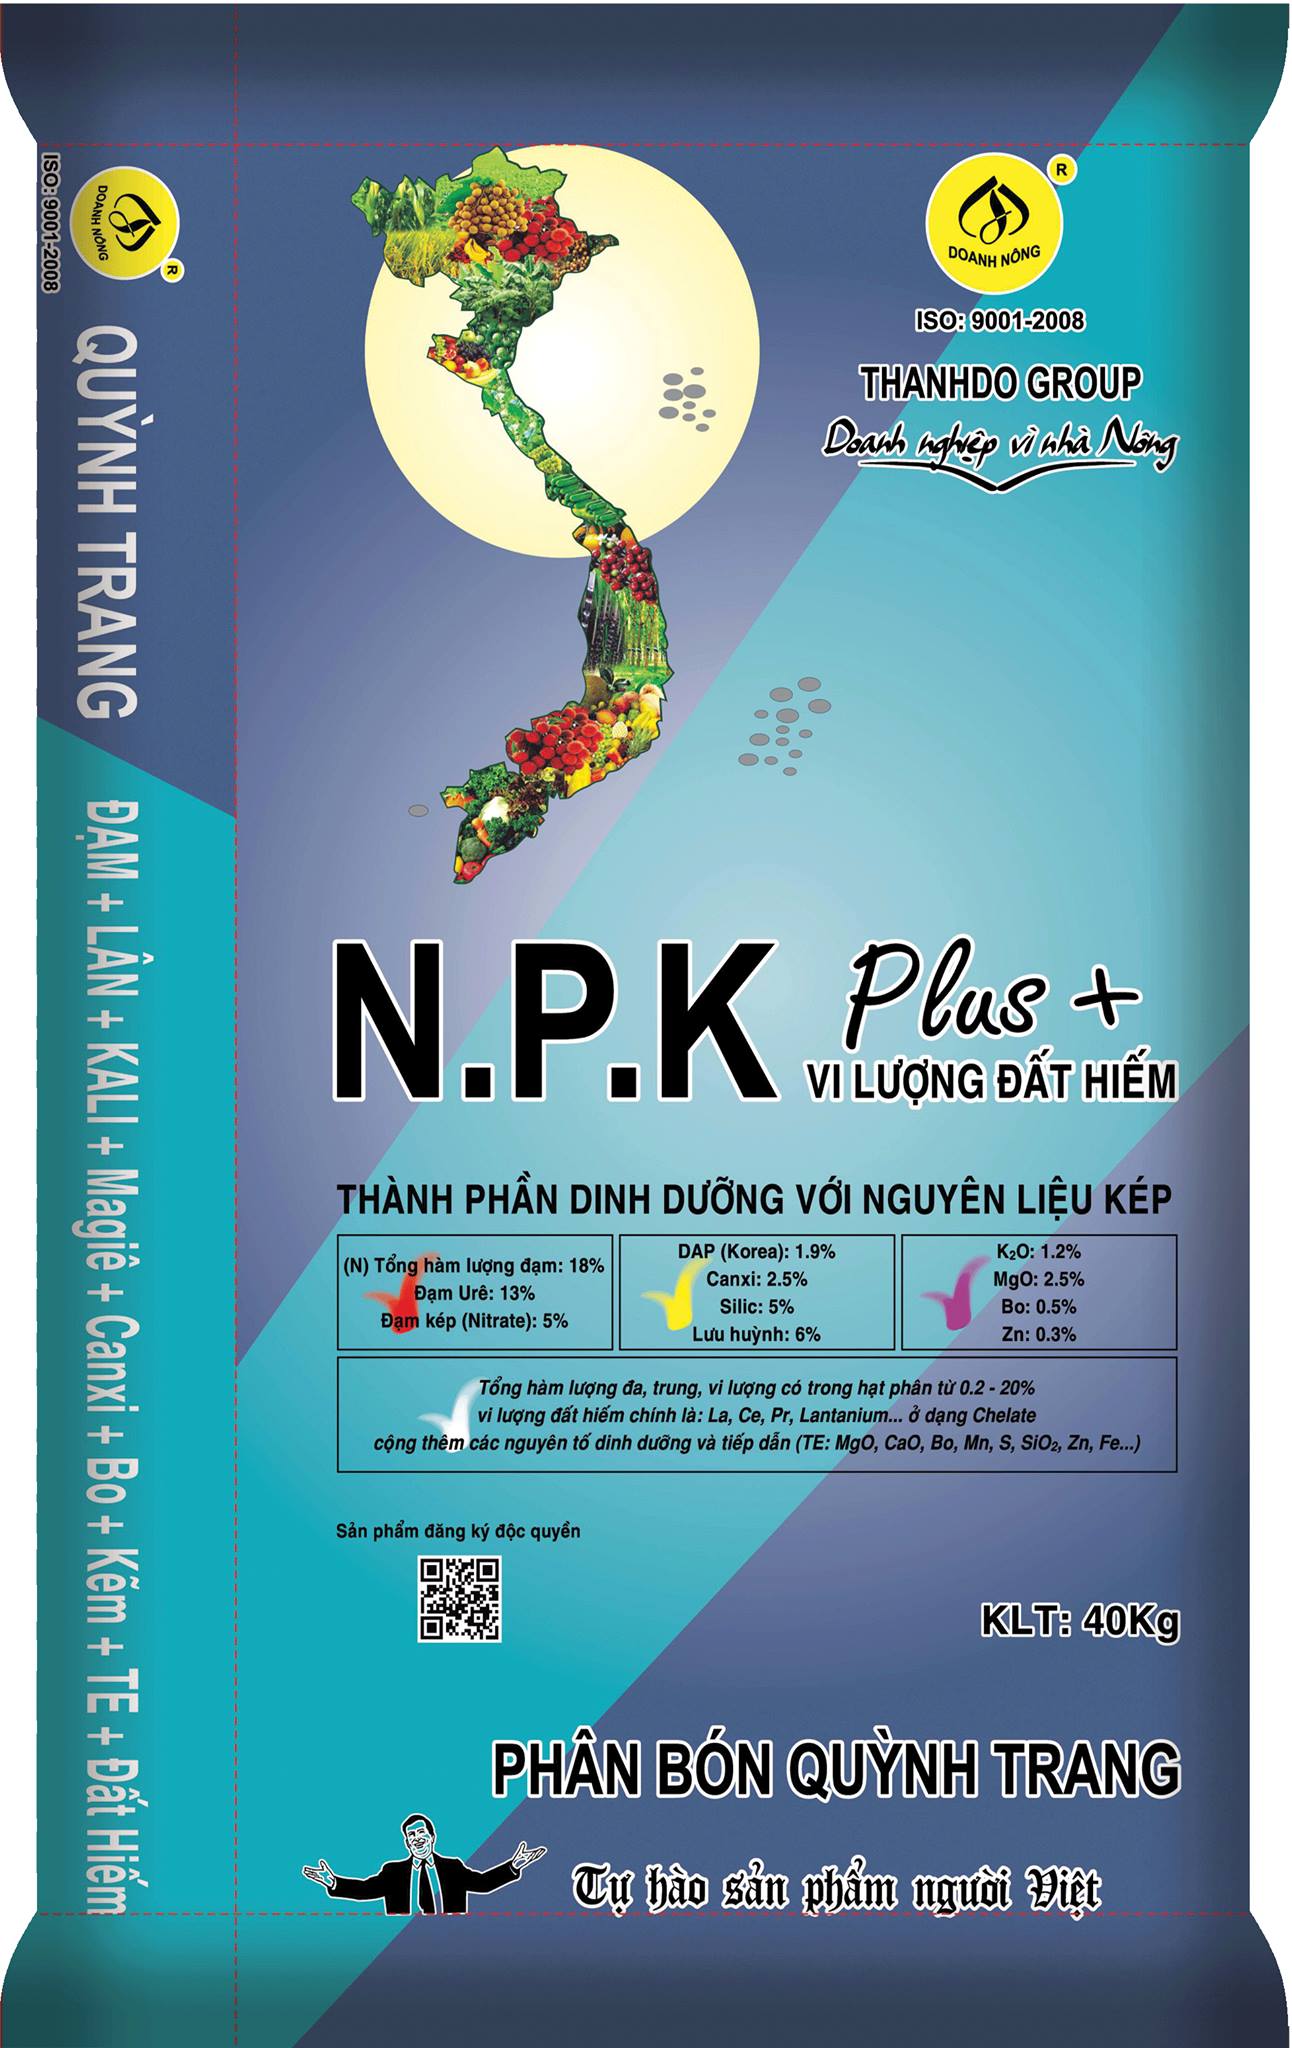 DOANH NÔNG
R
ISO: 9001-2008
QUỲNH TRANG
ĐẠM + LÂN + KALI + Magiê + Canxi + Bo + Kẽm + TE + Đất Hiếm
R
DOANH NÔNG
ISO: 9001-2008
THANHDO GROUP
Doanh nghiệp vì nhà Nông
N.P.K Plus +
VI LƯỢNG ĐẤT HIẾM
THÀNH PHẦN DINH DƯỠNG VỚI NGUYÊN LIỆU KÉP
(N) Tổng hàm lượng đạm: 18%
Đạm Urê: 13%
Đạm kép (Nitrate): 5%
DAP (Korea): 1.9%
Canxi: 2.5%
Silic: 5%
Lưu huỳnh: 6%
K₂O: 1.2%
MgO: 2.5%
Bo: 0.5%
Zn: 0.3%
Tổng hàm lượng đa, trung, vi lượng có trong hạt phân từ 0.2 - 20%
vi lượng đất hiếm chính là: La, Ce, Pr, Lantanium... ở dạng Chelate
cộng thêm các nguyên tố dinh dưỡng và tiếp dẫn (TE: MgO, CaO, Bo, Mn, S, SiO₂, Zn, Fe...)
Sản phẩm đăng ký độc quyền
KLT: 40Kg
PHÂN BÓN QUỲNH TRANG
Tự hào sản phẩm người Việt